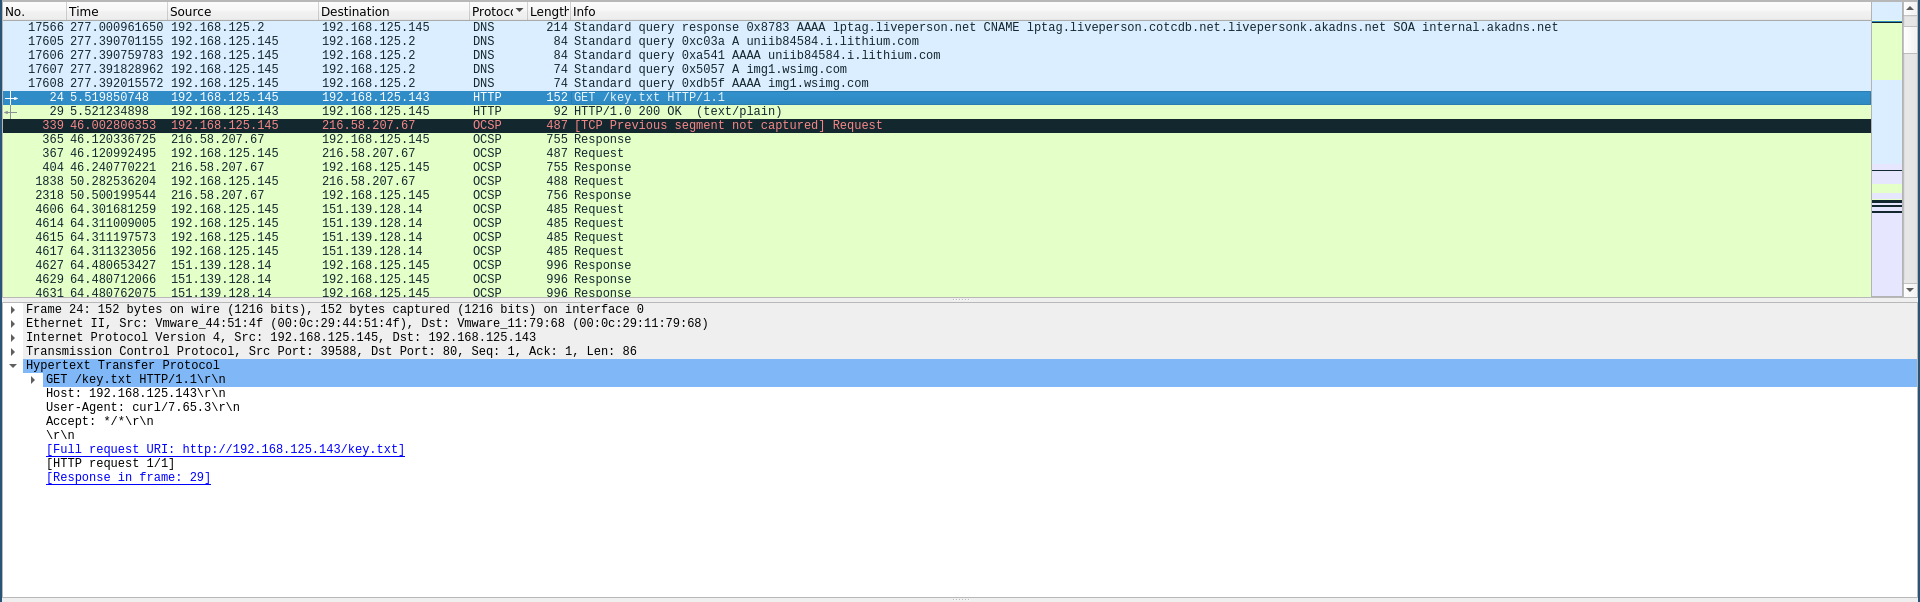 No. Time Source Destination Protoc Length Info
17566 277.000961650 192.168.125.2 192.168.125.145 DNS 214 Standard query response 0x8783 AAAA lptag.liveperson.net CNAME lptag.liveperson.cotcdb.net.livepersonk.akadns.net SOA internal.akadns.net
17605 277.390701155 192.168.125.145 192.168.125.2 DNS 84 Standard query 0xc03a A uniib84584.i.lithium.com
17606 277.390759783 192.168.125.145 192.168.125.2 DNS 84 Standard query 0xa541 AAAA uniib84584.i.lithium.com
17607 277.391828962 192.168.125.145 192.168.125.2 DNS 74 Standard query 0x5057 A img1.wsimg.com
17608 277.392015572 192.168.125.145 192.168.125.2 DNS 74 Standard query 0xdb5f AAAA img1.wsimg.com
24 5.519850748 192.168.125.145 192.168.125.143 HTTP 152 GET /key.txt HTTP/1.1
29 5.521234898 192.168.125.143 192.168.125.145 HTTP 92 HTTP/1.0 200 OK (text/plain)
339 46.002806353 192.168.125.145 216.58.207.67 OCSP 487 [TCP Previous segment not captured] Request
365 46.120336725 216.58.207.67 192.168.125.145 OCSP 755 Response
367 46.120992495 192.168.125.145 216.58.207.67 OCSP 487 Request
404 46.240770221 216.58.207.67 192.168.125.145 OCSP 755 Response
1838 50.282536204 192.168.125.145 216.58.207.67 OCSP 488 Request
2318 50.500199544 216.58.207.67 192.168.125.145 OCSP 756 Response
4606 64.301681259 192.168.125.145 151.139.128.14 OCSP 485 Request
4614 64.311009005 192.168.125.145 151.139.128.14 OCSP 485 Request
4615 64.311197573 192.168.125.145 151.139.128.14 OCSP 485 Request
4617 64.311323056 192.168.125.145 151.139.128.14 OCSP 485 Request
4627 64.480653427 151.139.128.14 192.168.125.145 OCSP 996 Response
4629 64.480712066 151.139.128.14 192.168.125.145 OCSP 996 Response
4631 64.480762075 151.139.128.14 192.168.125.145 OCSP 996 Response
Frame 24: 152 bytes on wire (1216 bits), 152 bytes captured (1216 bits) on interface 0
Ethernet II, Src: Vmware_44:51:4f (00:0c:29:44:51:4f), Dst: Vmware_11:79:68 (00:0c:29:11:79:68)
Internet Protocol Version 4, Src: 192.168.125.145, Dst: 192.168.125.143
Transmission Control Protocol, Src Port: 39588, Dst Port: 80, Seq: 1, Ack: 1, Len: 86
Hypertext Transfer Protocol
GET /key.txt HTTP/1.1\r\n
Host: 192.168.125.143\r\n
User-Agent: curl/7.65.3\r\n
Accept: */*\r\n
\r\n
[Full request URI: http://192.168.125.143/key.txt]
[HTTP request 1/1]
[Response in frame: 29]